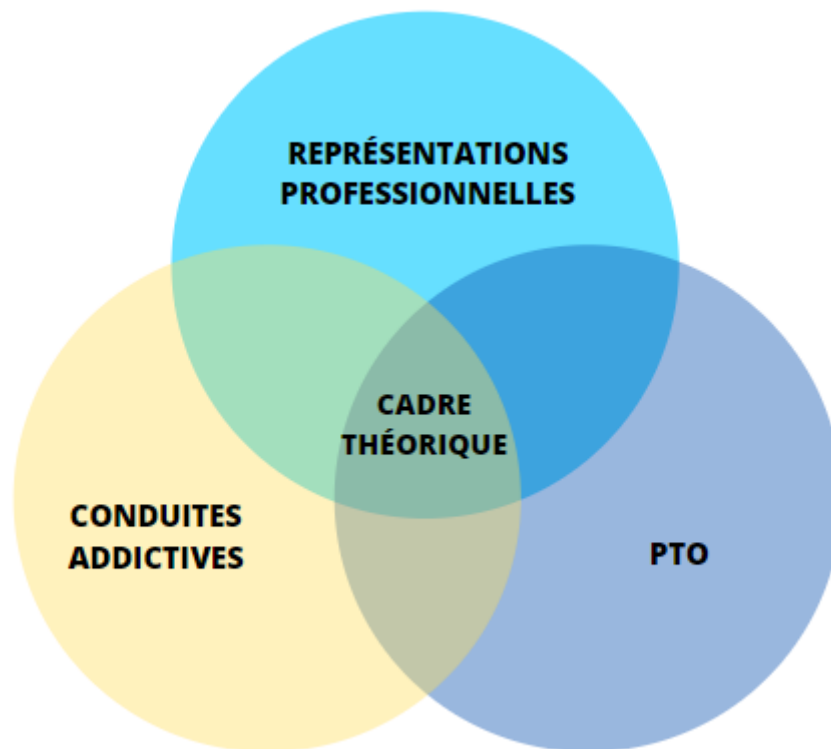 REPRÉSENTATIONS
PROFESSIONNELLES
CADRE
THÉORIQUE
CONDUITES
ADDICTIVES
PTO